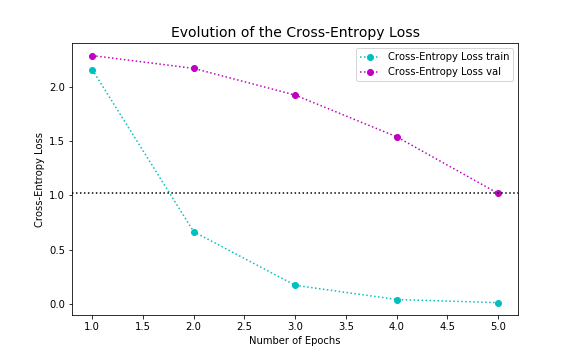 Evolution of the Cross-Entropy Loss
Cross-Entropy Loss train
Cross-Entropy Loss val
Cross-Entropy Loss
2.0
1.5
1.0
0.5
0.0
1.0 1.5 2.0 2.5 3.0 3.5 4.0 4.5 5.0
Number of Epochs